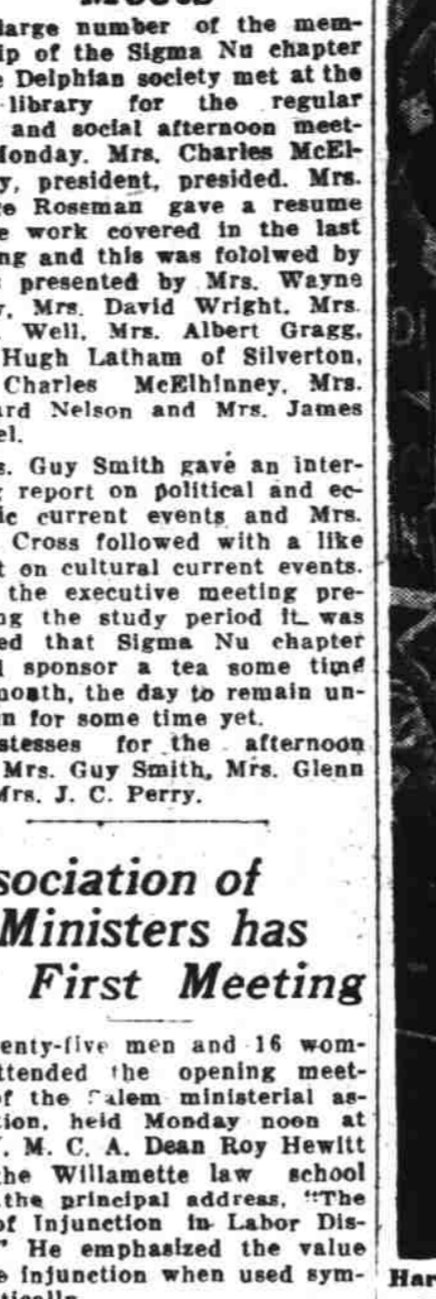 large number of the mem-
ip of the Sigma Nu chapter
e Delphian society met at the
library for the regular
and social afternoon meet-
Monday. Mrs. Charles McEl-
y, president, presided. Mrs.
ge Roseman gave a resume
e work covered in the last
ng and this was fololwed by
s presented by Mrs. Wayne
y, Mrs. David Wright, Mrs.
Well, Mrs. Albert Gragg,
Hugh Latham of Silverton,
Charles McElhinney, Mrs.
ard Nelson and Mrs. James
el.
s. Guy Smith gave an inter-
g report on political and ec-
ic current events and Mrs.
Cross followed with a like
t on cultural current events.
the executive meeting pre-
ng the study period it was
ed that Sigma Nu chapter
l sponsor a tea some time
month, the day to remain un-
n for some time yet.
stesses for the afternoon
Mrs. Guy Smith, Mrs. Glenn
Mrs. J. C. Perry.
sociation of
Ministers has
First Meeting
enty-five men and 16 wom-
ttended the opening meet-
of the Salem ministerial as-
tion, held Monday noon at
Y. M. C. A. Dean Roy Hewitt
the Willamette law school
the principal address, "The
of Injunction in Labor Dis-
" He emphasized the value
e injunction when used sym-
Har